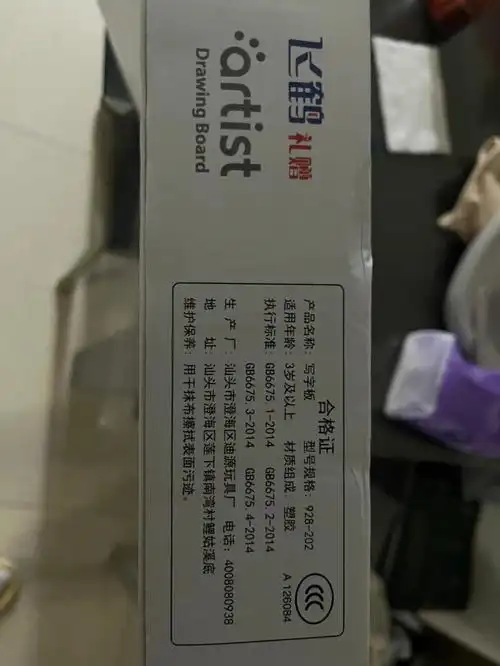 飞鹤 礼赠
artist
Drawing Board
合格证
产品名称：写字板 型号规格：928-202
适用年龄：3岁及以上 材质组成：塑胶
执行标准：GB6675.1-2014 GB6675.2-2014
GB6675.3-2014 GB6675.4-2014
生产厂：汕头市澄海区迪源玩具厂 电话：4008080938
地址：汕头市澄海区莲下镇南湾村鲤姑溪底
维护保养：用干抹布擦拭表面污迹。
CCC
A 126084